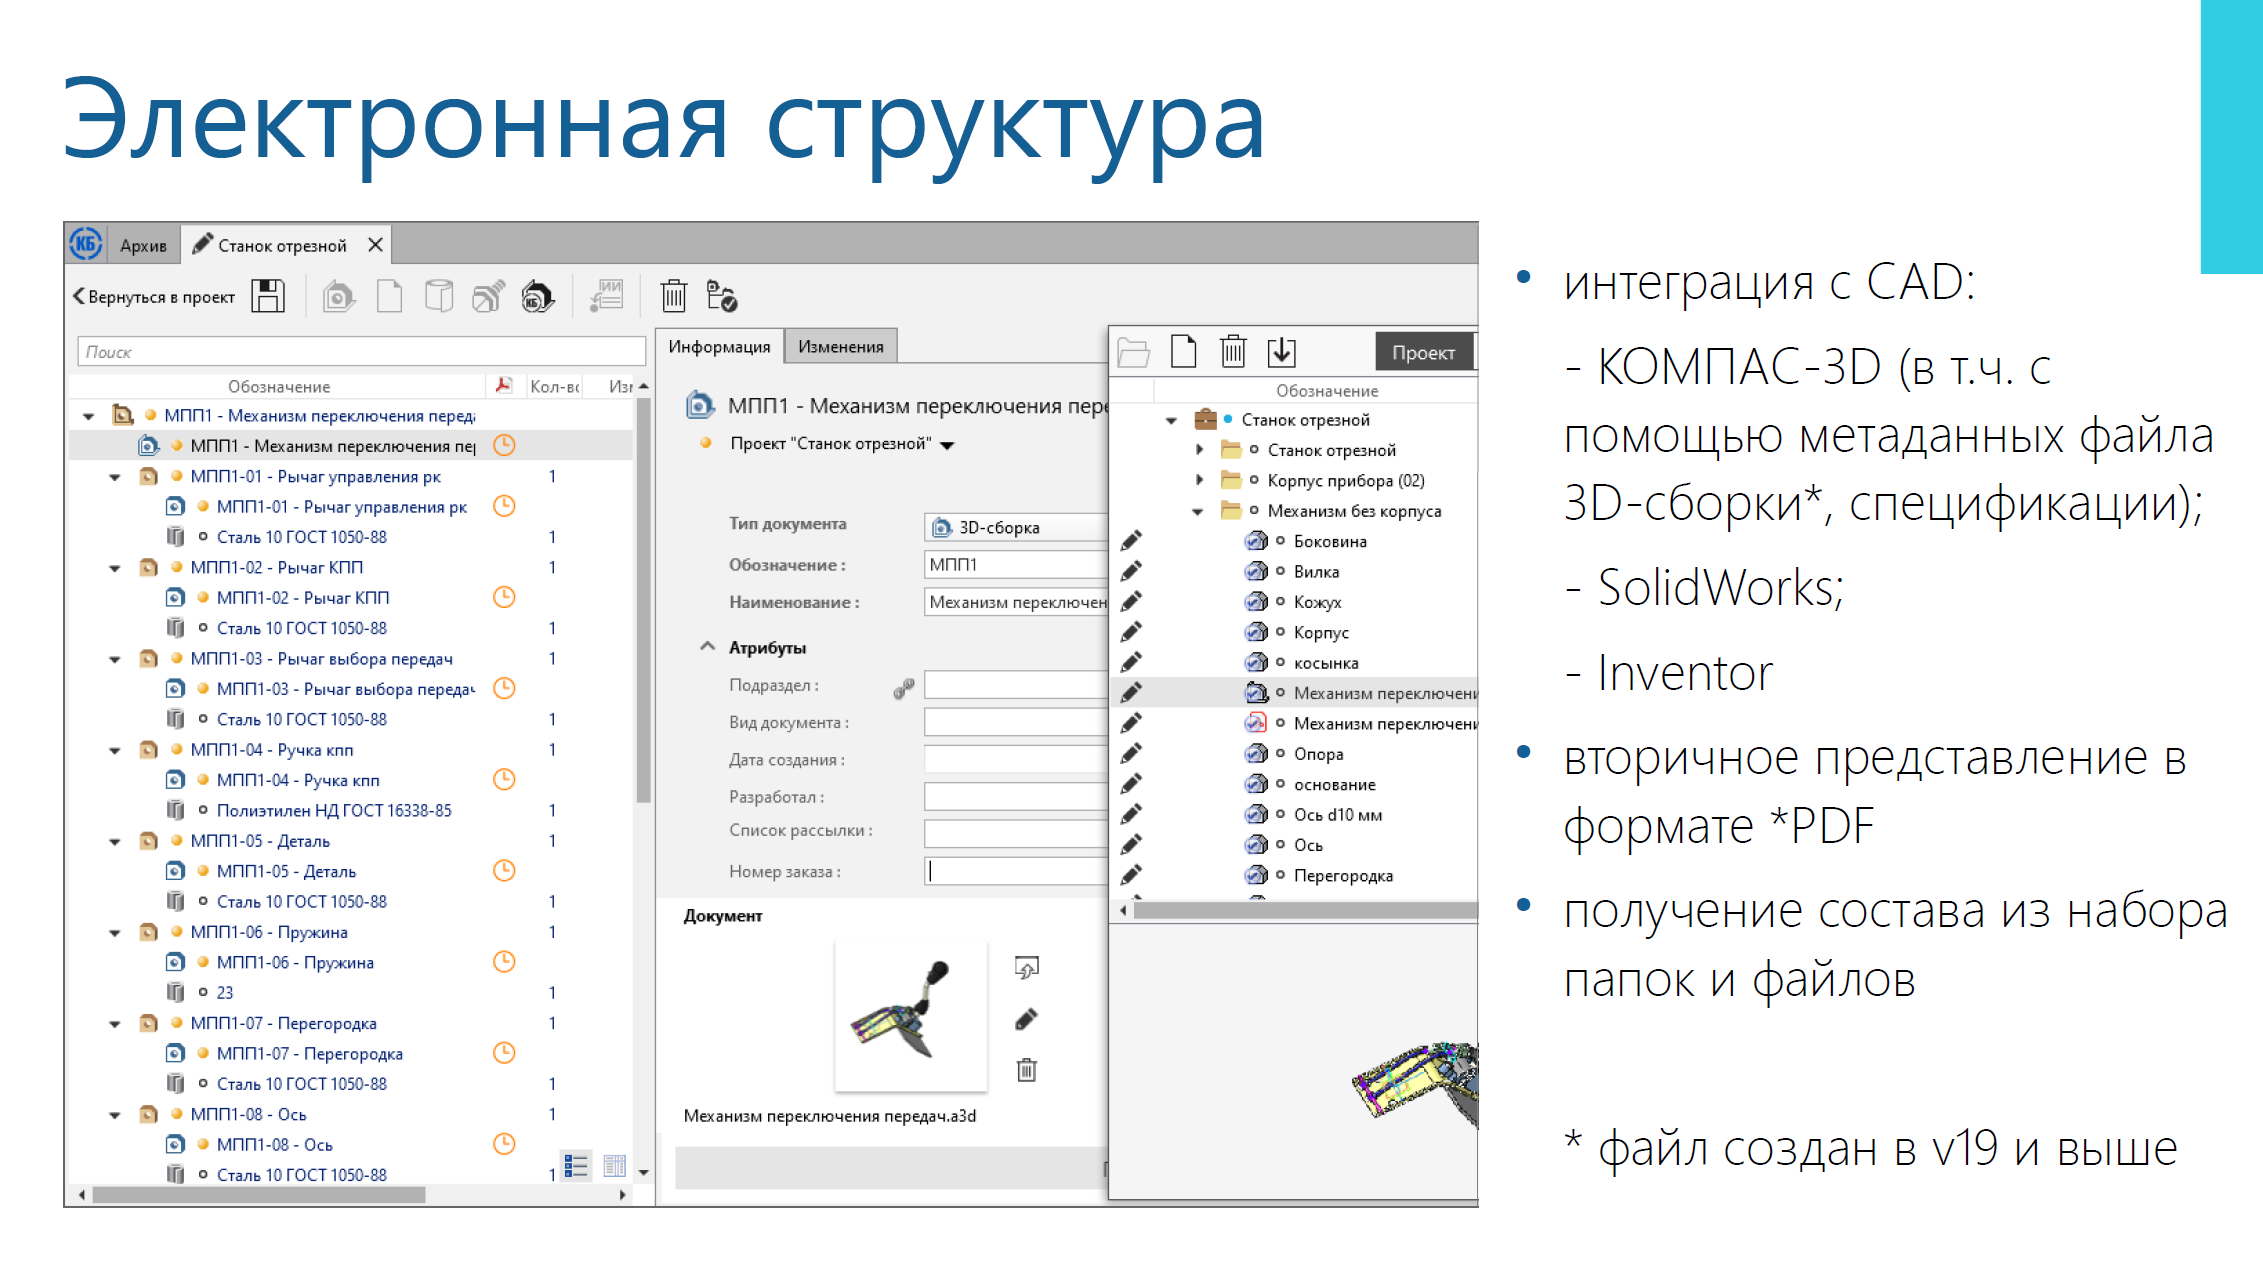 Электронная структура
КБ
Архив
Станок отрезной
Вернуться в проект
КБ
ИИ
Поиск
Обозначение
Кол-вс
Изг
МПП1 - Механизм переключения переда
МПП1 - Механизм переключения пер
МПП1-01 - Рычаг управления рк 1
МПП1-01 - Рычаг управления рк
Сталь 10 ГОСТ 1050-88 1
МПП1-02 - Рычаг КПП 1
МПП1-02 - Рычаг КПП
Сталь 10 ГОСТ 1050-88 1
МПП1-03 - Рычаг выбора передач 1
МПП1-03 - Рычаг выбора передач
Сталь 10 ГОСТ 1050-88 1
МПП1-04 - Ручка кпп 1
МПП1-04 - Ручка кпп
Полиэтилен НД ГОСТ 16338-85 1
МПП1-05 - Деталь 1
МПП1-05 - Деталь
Сталь 10 ГОСТ 1050-88 1
МПП1-06 - Пружина 1
МПП1-06 - Пружина
23 1
МПП1-07 - Перегородка 1
МПП1-07 - Перегородка
Сталь 10 ГОСТ 1050-88 1
МПП1-08 - Ось 1
МПП1-08 - Ось
Сталь 10 ГОСТ 1050-88 1
Информация
Изменения
МПП1 - Механизм переключения пере
Проект "Станок отрезной"
Тип документа 3D-сборка
Обозначение : МПП1
Наименование : Механизм переключен
Атрибуты
Подраздел :
Вид документа :
Дата создания :
Разработал :
Список рассылки :
Номер заказа :
Документ
Механизм переключения передач.a3d
Проект
Обозначение
Станок отрезной
Станок отрезной
Корпус прибора (02)
Механизм без корпуса
Боковина
Вилка
Кожух
Корпус
косынка
Механизм переключени
Механизм переключени
Опора
основание
Ось d10 мм
Ось
Перегородка
• интеграция с CAD:
- КОМПАС-3D (в т.ч. с
помощью метаданных файла
3D-сборки*, спецификации);
- SolidWorks;
- Inventor
• вторичное представление в
формате *PDF
• получение состава из набора
папок и файлов
* файл создан в v19 и выше